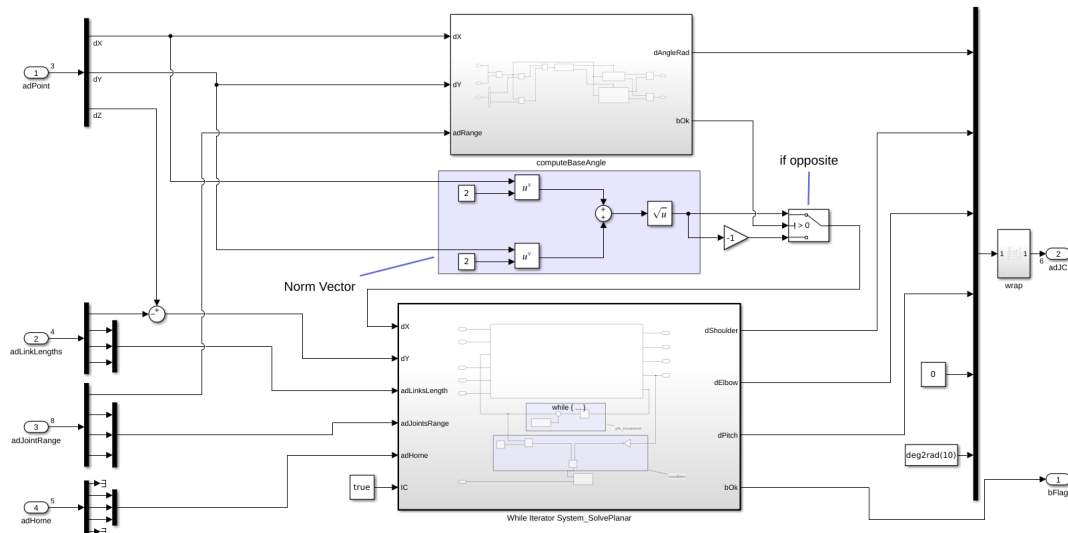 dX
dY
dZ
3
1
adPoint
dX
dY
adRange
dAngleRad
bOk
computeBaseAngle
if opposite
2
u^v
+
+
√u
-1
> 0
2
u^v
Norm Vector
1
wrap
1
6
2
adJC
4
2
adLinkLengths
−
+
8
3
adJointRange
5
4
adHome
true
dX
dY
adLinksLength
adJointsRange
adHome
IC
while { ... }
dShoulder
dElbow
dPitch
bOk
While Iterator System_SolvePlanar
0
deg2rad(10)
1
bFlag